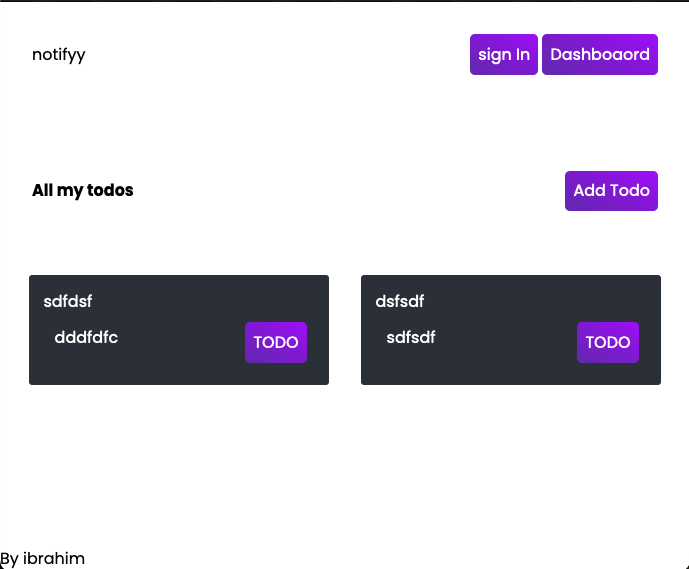 notifyy
sign In
Dashboaord
All my todos
Add Todo
sdfdsf
dddfdfc
TODO
dsfsdf
sdfsdf
TODO
By ibrahim